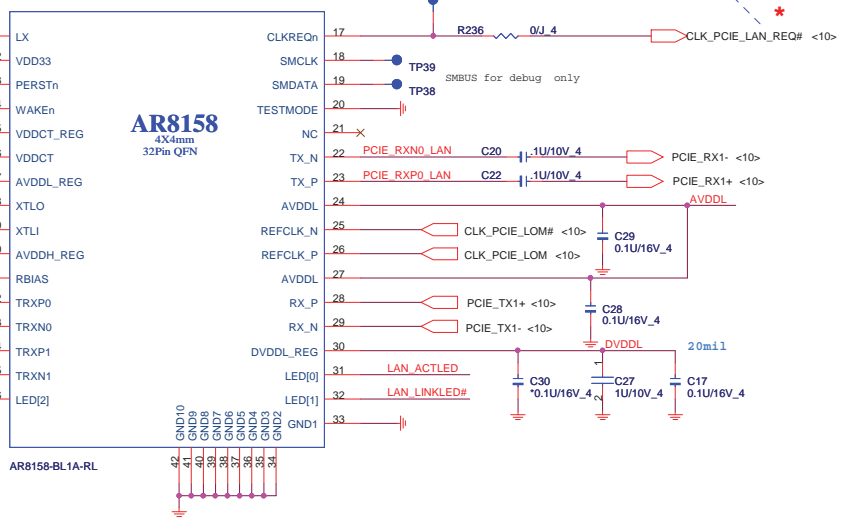 LX
VDD33
PERSTn
WAKEn
VDDCT_REG
VDDCT
AVDDL_REG
XTLO
XTLI
AVDDH_REG
RBIAS
TRXP0
TRXN0
TRXP1
TRXN1
LED[2]
AR8158
4X4mm
32Pin QFN
CLKREQn 17
SMCLK 18
SMDATA 19
TESTMODE 20
NC 21
TX_N 22
TX_P 23
AVDDL 24
REFCLK_N 25
REFCLK_P 26
AVDDL 27
RX_P 28
RX_N 29
DVDDL_REG 30
LED[0] 31
LED[1] 32
GND1 33
GND10
GND9
GND8
GND7
GND6
GND5
GND4
GND3
GND2
42
41
40
39
38
37
36
35
34
AR8158-BL1A-RL
*
R236 0/J_4 CLK_PCIE_LAN_REQ# <10>
TP39
TP38
SMBUS for debug only
PCIE_RXN0_LAN C20 .1U/10V_4 PCIE_RX1- <10>
PCIE_RXP0_LAN C22 .1U/10V_4 PCIE_RX1+ <10>
AVDDL
CLK_PCIE_LOM# <10>
C29
0.1U/16V_4
CLK_PCIE_LOM <10>
PCIE_TX1+ <10>
C28
0.1U/16V_4
PCIE_TX1- <10>
DVDDL
20mil
LAN_ACTLED
LAN_LINKLED#
C30
*0.1U/16V_4
1
2
C27
1U/10V_4
C17
0.1U/16V_4